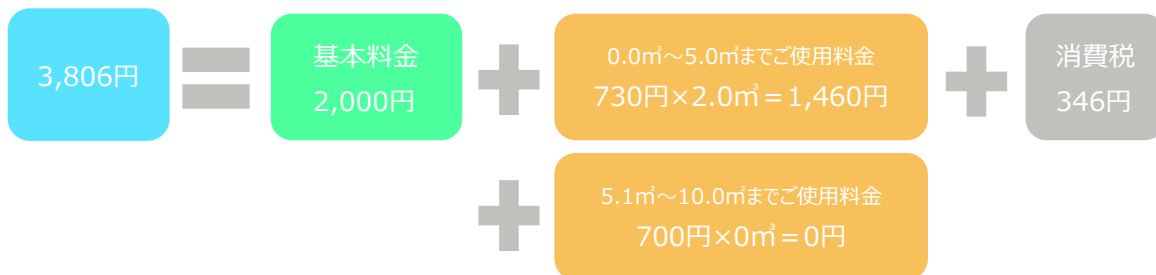 3,806円
基本料金
2,000円
0.0㎥～5.0㎥までご使用料金
730円×2.0㎥＝1,460円
消費税
346円
5.1㎥～10.0㎥までご使用料金
700円×0㎥＝0円